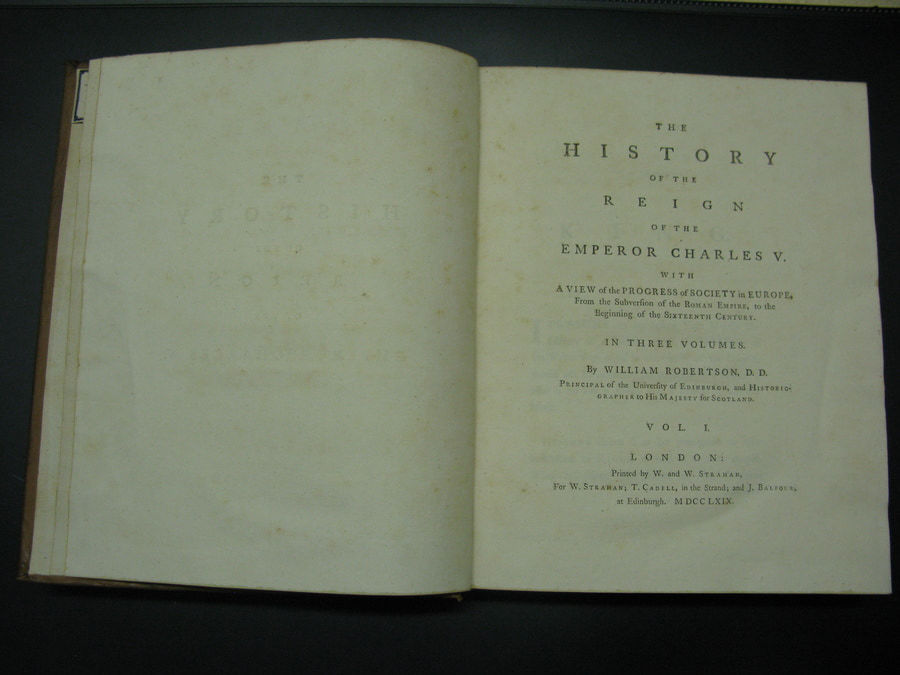 THE
HISTORY
OF THE
REIGN
OF THE
EMPEROR CHARLES V.
WITH
A VIEW of the PROGRESS of SOCIETY in EUROPE,
From the Subverſion of the ROMAN EMPIRE, to the
Beginning of the SIXTEENTH CENTURY.
IN THREE VOLUMES.
By WILLIAM ROBERTSON, D. D.
PRINCIPAL of the Univerſity of EDINBURGH, and HISTORIO-
GRAPHER to His MAJESTY for SCOTLAND.
VOL. I.
LONDON:
Printed by W. and W. STRAHAN,
For W. STRAHAN; T. CADELL, in the Strand; and J. BALFOUR,
at Edinburgh. MDCCLXIX.